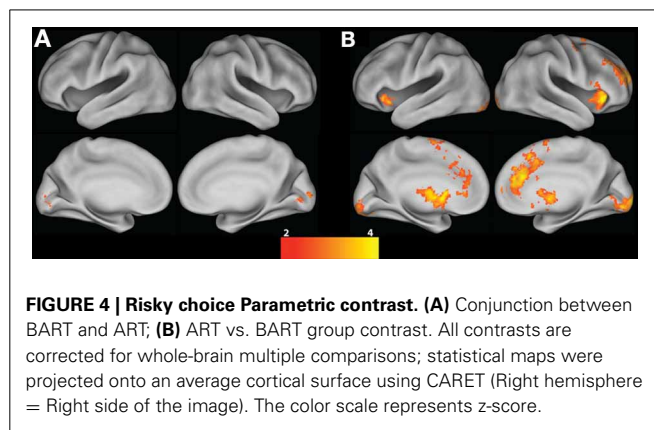 A
B
2
4
FIGURE 4 | Risky choice Parametric contrast. (A) Conjunction between
BART and ART; (B) ART vs. BART group contrast. All contrasts are
corrected for whole-brain multiple comparisons; statistical maps were
projected onto an average cortical surface using CARET (Right hemisphere
= Right side of the image). The color scale represents z-score.